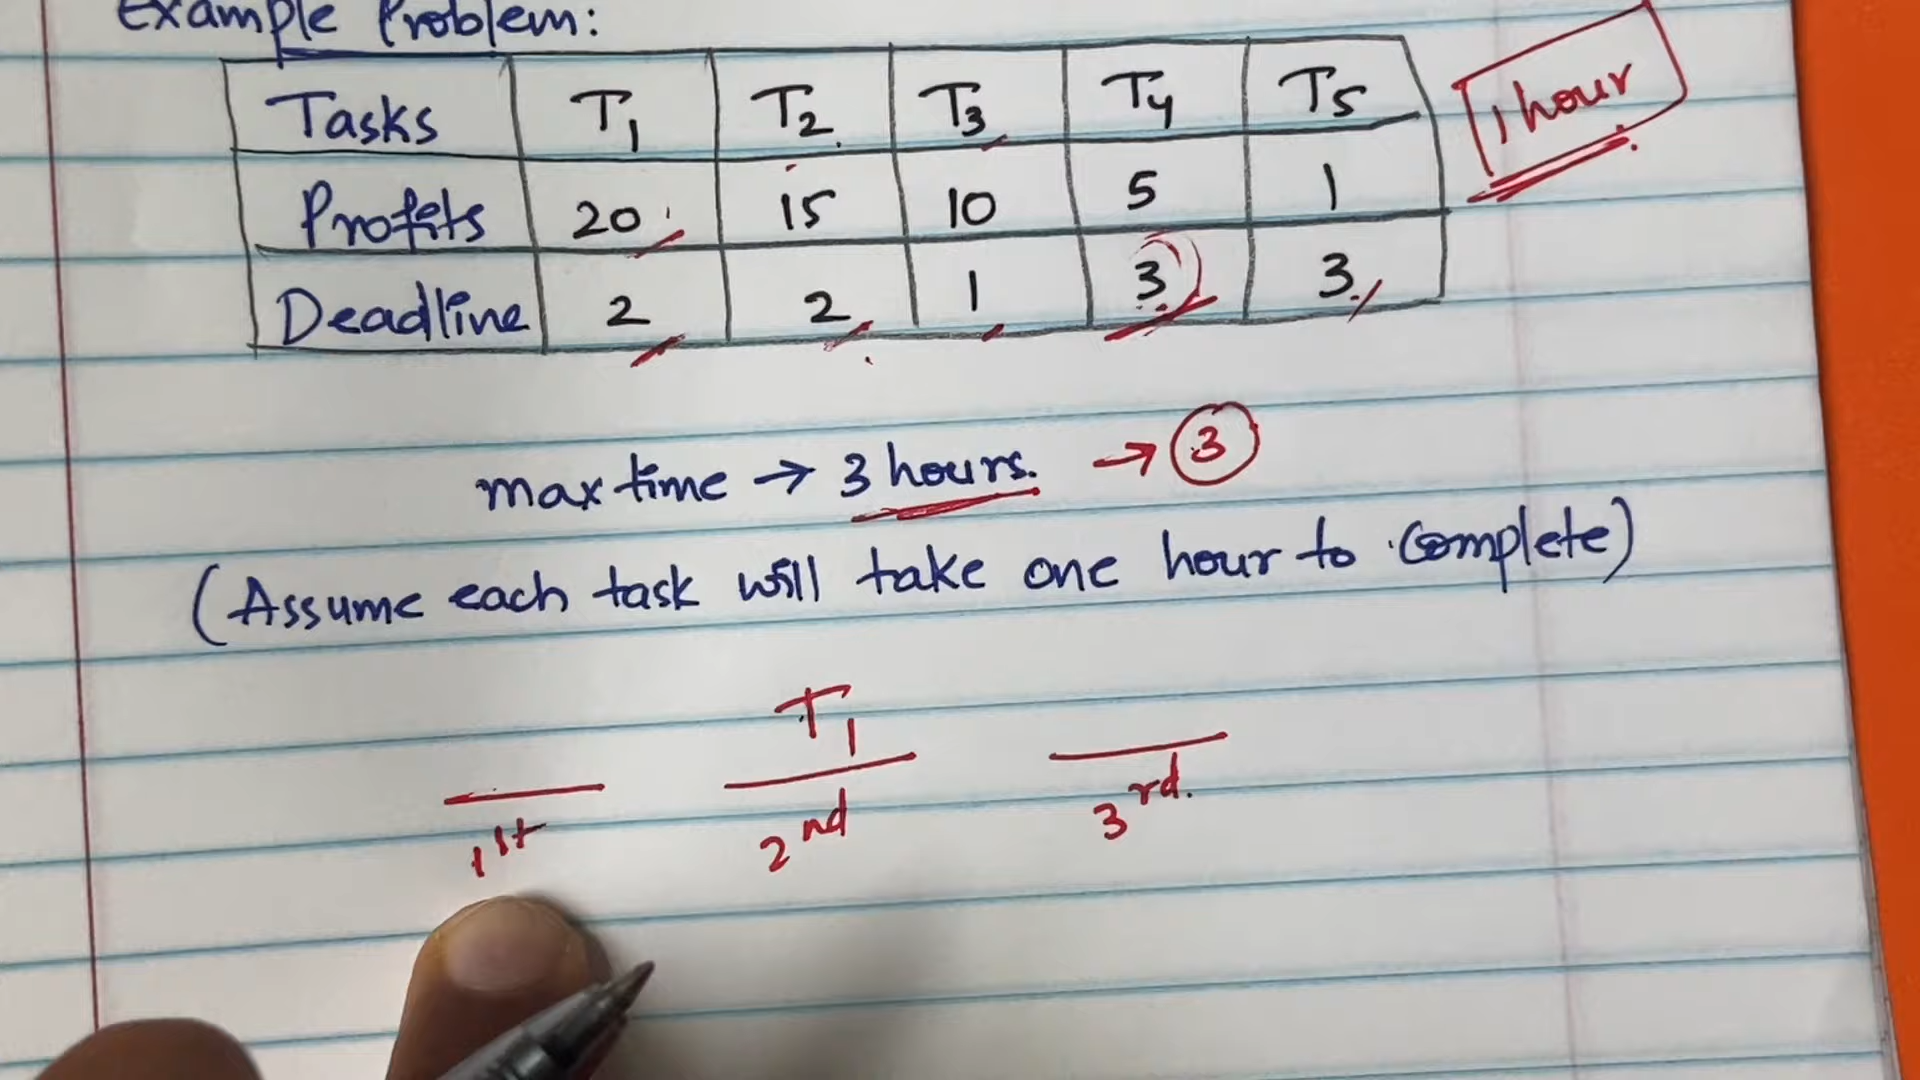 Example Problem:
Tasks T1 T2 T3 T4 T5
1 hour
Profits 20 15 10 5 1
Deadline 2 2 1 3 3
max time → 3 hours. → 3
(Assume each task will take one hour to complete)
T1
1st 2nd 3rd.